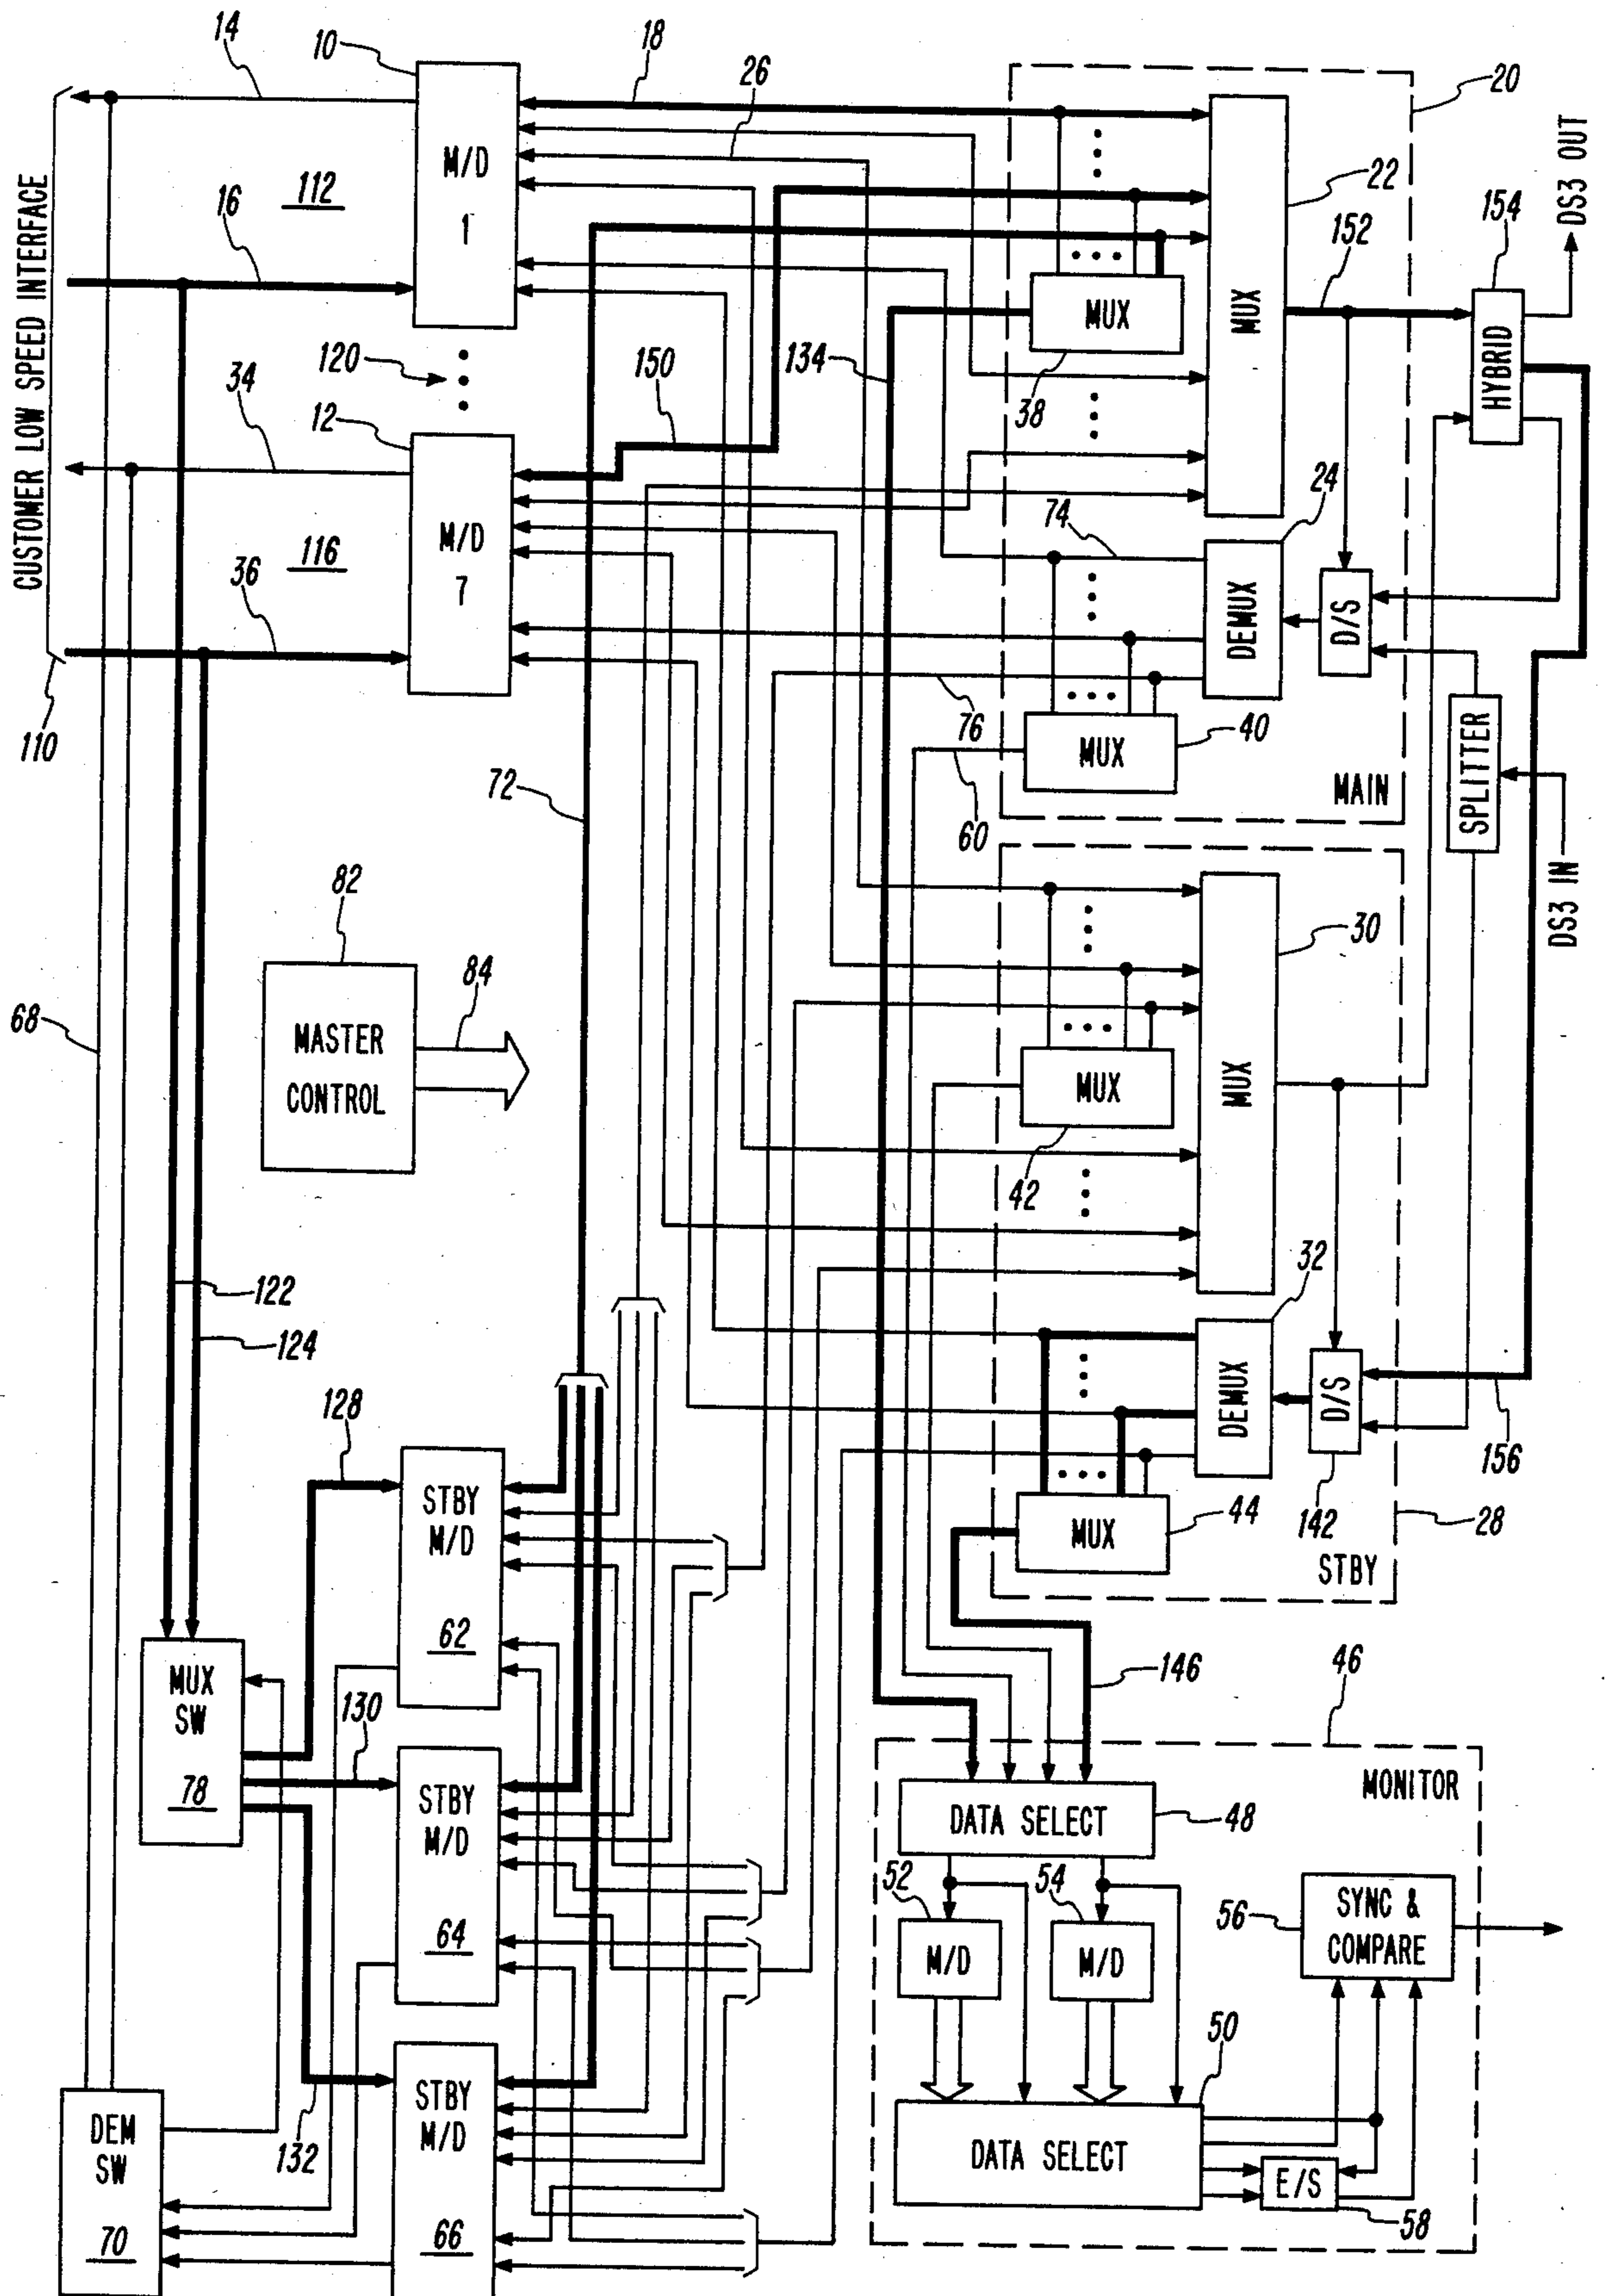 14
10
18
26
20
DS3 OUT
CUSTOMER LOW SPEED INTERFACE
M/D
1
112
16
22
154
152
MUX
HYBRID
MUX
38
120
134
150
34
12
M/D
7
116
36
74
24
DEMUX
D/S
110
76
MUX
40
MAIN
60
72
SPLITTER
DS3 IN
82
84
MASTER
CONTROL
68
30
MUX
MUX
42
122
124
32
DEMUX
D/S
156
142
28
128
MUX
44
STBY
STBY
M/D
62
MUX
SW
78
130
146
46
MONITOR
STBY
M/D
64
DATA SELECT
48
52
54
M/D
M/D
56
SYNC &
COMPARE
50
132
STBY
M/D
66
DATA SELECT
E/S
58
DEM
SW
70